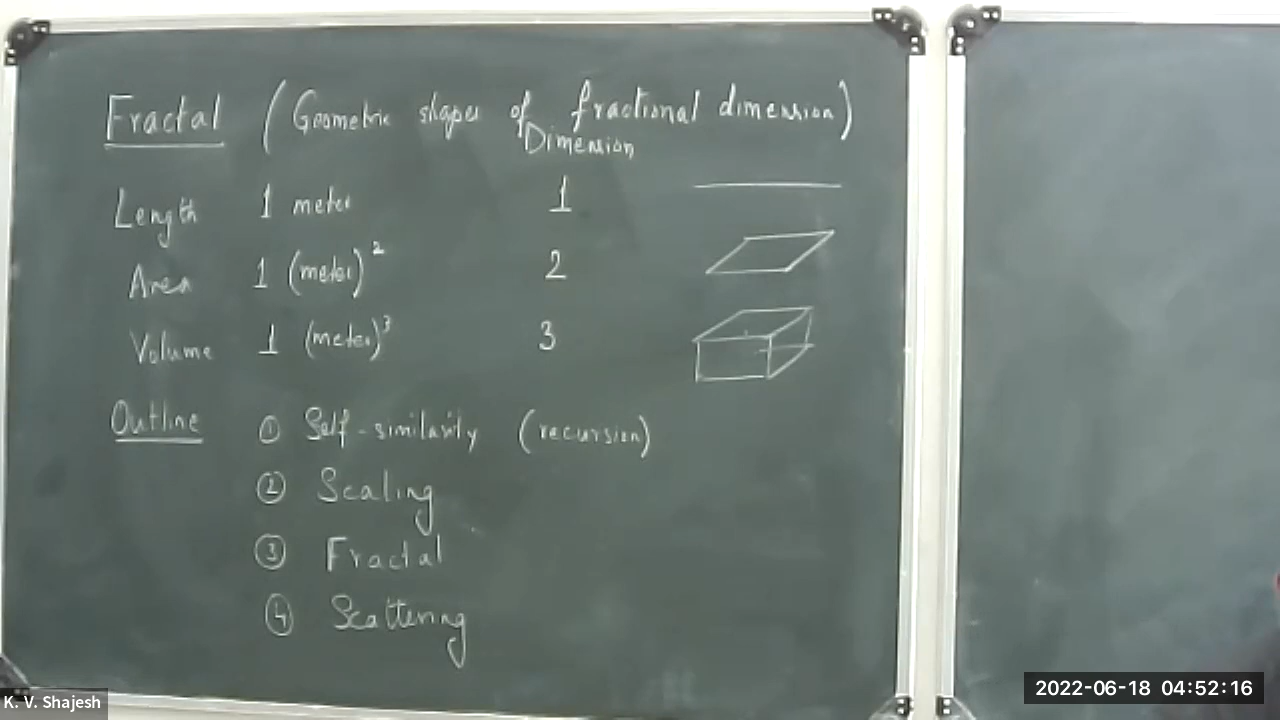 Fractal (Geometric shapes of fractional dimension)
Dimension
Length 1 meter 1
Area 1 (meter)² 2
Volume 1 (meter)³ 3
Outline ① Self-similarity (recursion)
② Scaling
③ Fractal
④ Scattering
K. V. Shajesh
2022-06-18 04:52:16